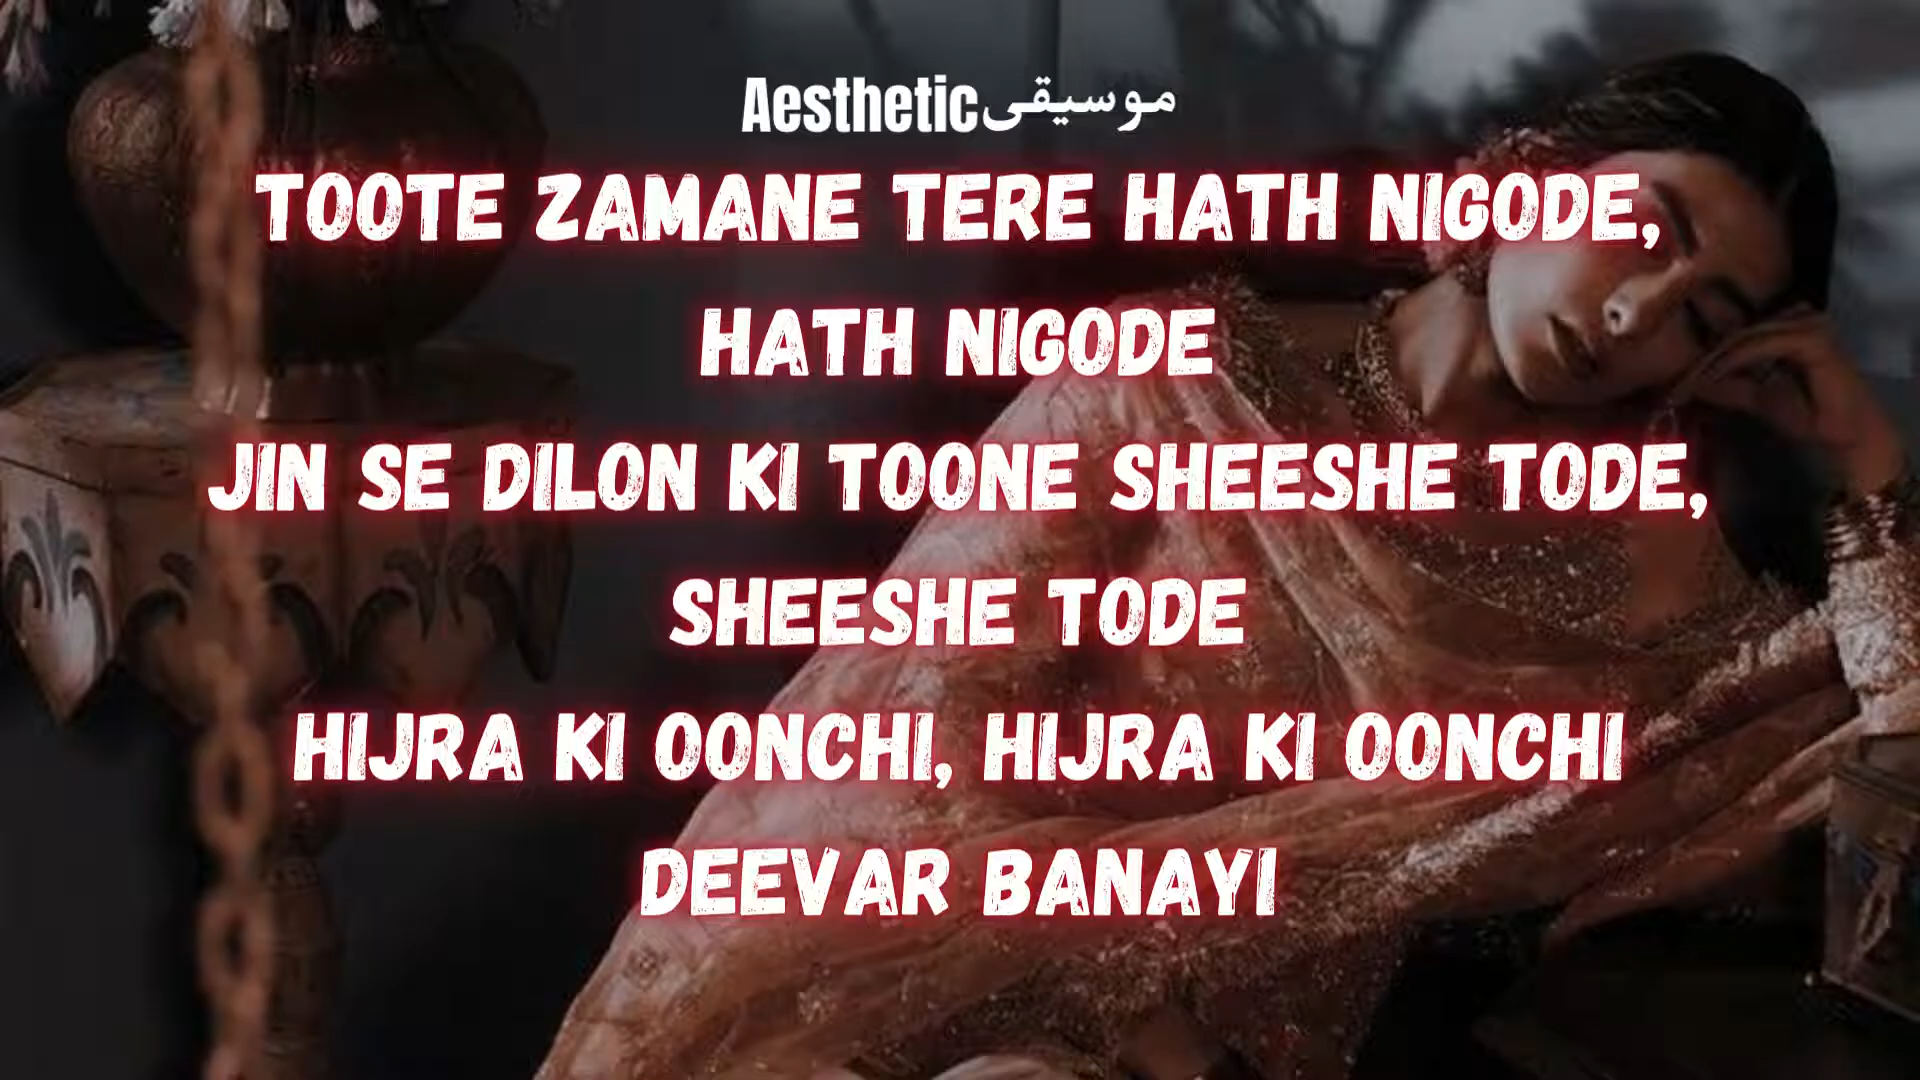 Aestheticموسیقی
TOOTE ZAMANE TERE HATH NIGODE,
HATH NIGODE
JIN SE DILON KI TOONE SHEESHE TODE,
SHEESHE TODE
HIJRA KI OONCHI, HIJRA KI OONCHI
DEEVAR BANAYI